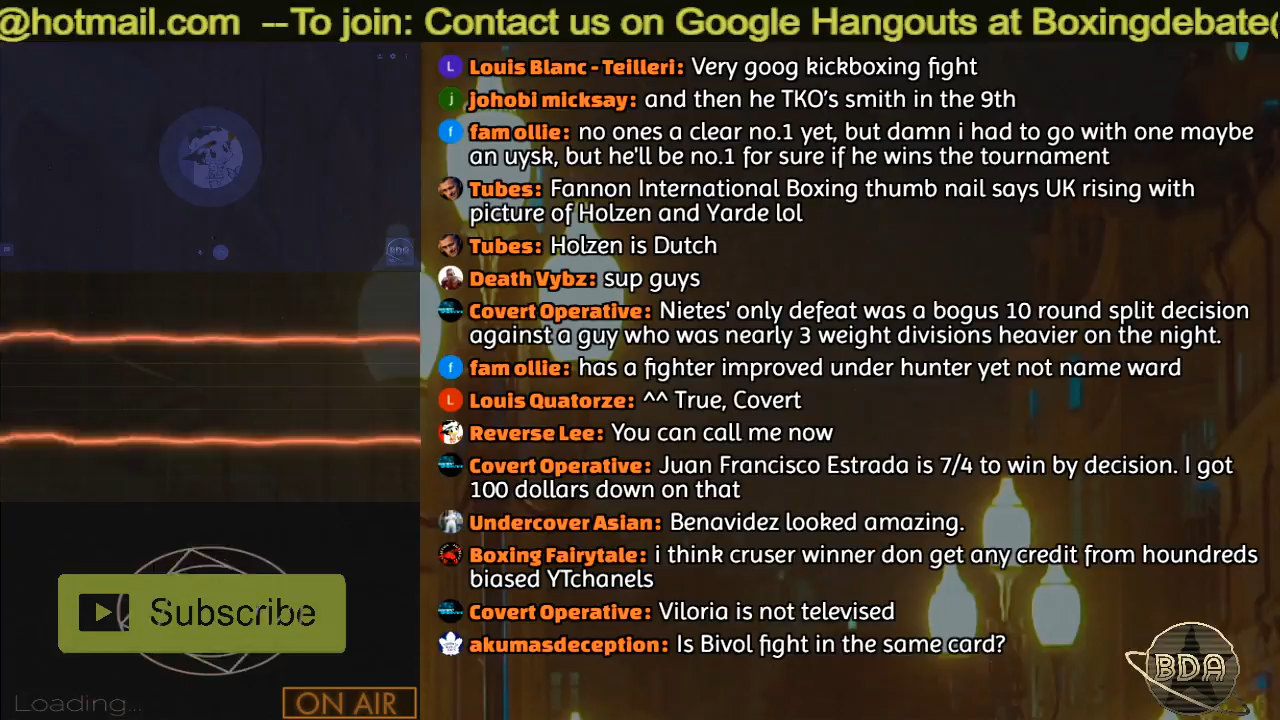 @hotmail.com --To join: Contact us on Google Hangouts at Boxingdebate
Louis Blanc - Teilleri: Very goog kickboxing fight
johobi micksay: and then he TKO's smith in the 9th
fam ollie: no ones a clear no.1 yet, but damn i had to go with one maybe
an uysk, but he'll be no.1 for sure if he wins the tournament
Tubes: Fannon International Boxing thumb nail says UK rising with
picture of Holzen and Yarde lol
Tubes: Holzen is Dutch
Death Vybz: sup guys
Covert Operative: Nietes' only defeat was a bogus 10 round split decision
against a guy who was nearly 3 weight divisions heavier on the night.
fam ollie: has a fighter improved under hunter yet not name ward
Louis Quatorze: ^^ True, Covert
Reverse Lee: You can call me now
Covert Operative: Juan Francisco Estrada is 7/4 to win by decision. I got
100 dollars down on that
Undercover Asian: Benavidez looked amazing.
Boxing Fairytale: i think cruser winner don get any credit from houndreds
biased YTchanels
Covert Operative: Viloria is not televised
akumasdeception: Is Bivol fight in the same card?
Subscribe
Loading...
ON AIR
BDA